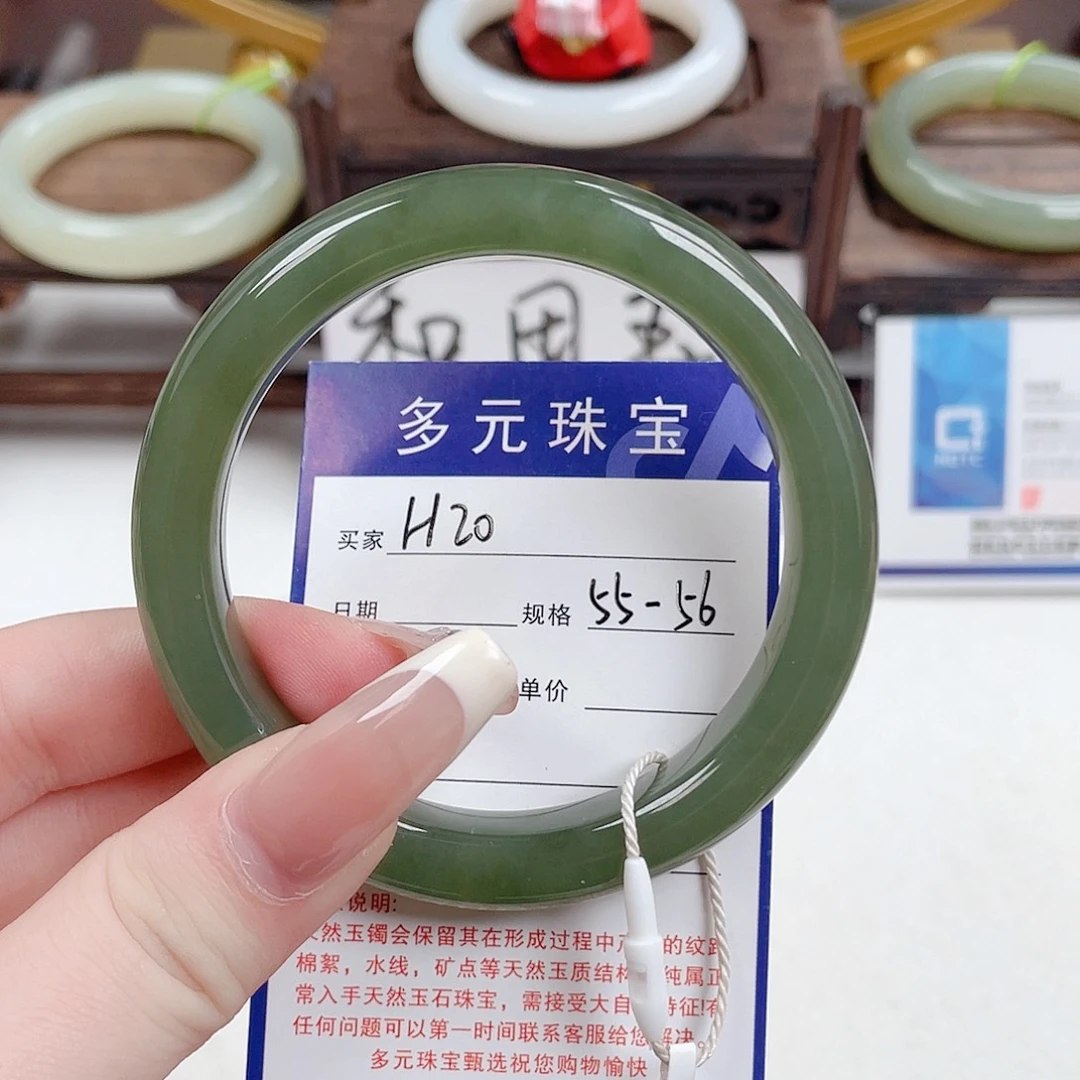 和田玉
多元珠宝
买家 H20
日期 规格 55-56
单价
说明:
天然玉镯会保留其在形成过程中产 的纹路
棉絮，水线，矿点等天然玉质结构 纯属正
常入手天然玉石珠宝，需接受大自 特征!有
任何问题可以第一时间联系客服给您解决。
多元珠宝甄选祝您购物愉快
NGTC